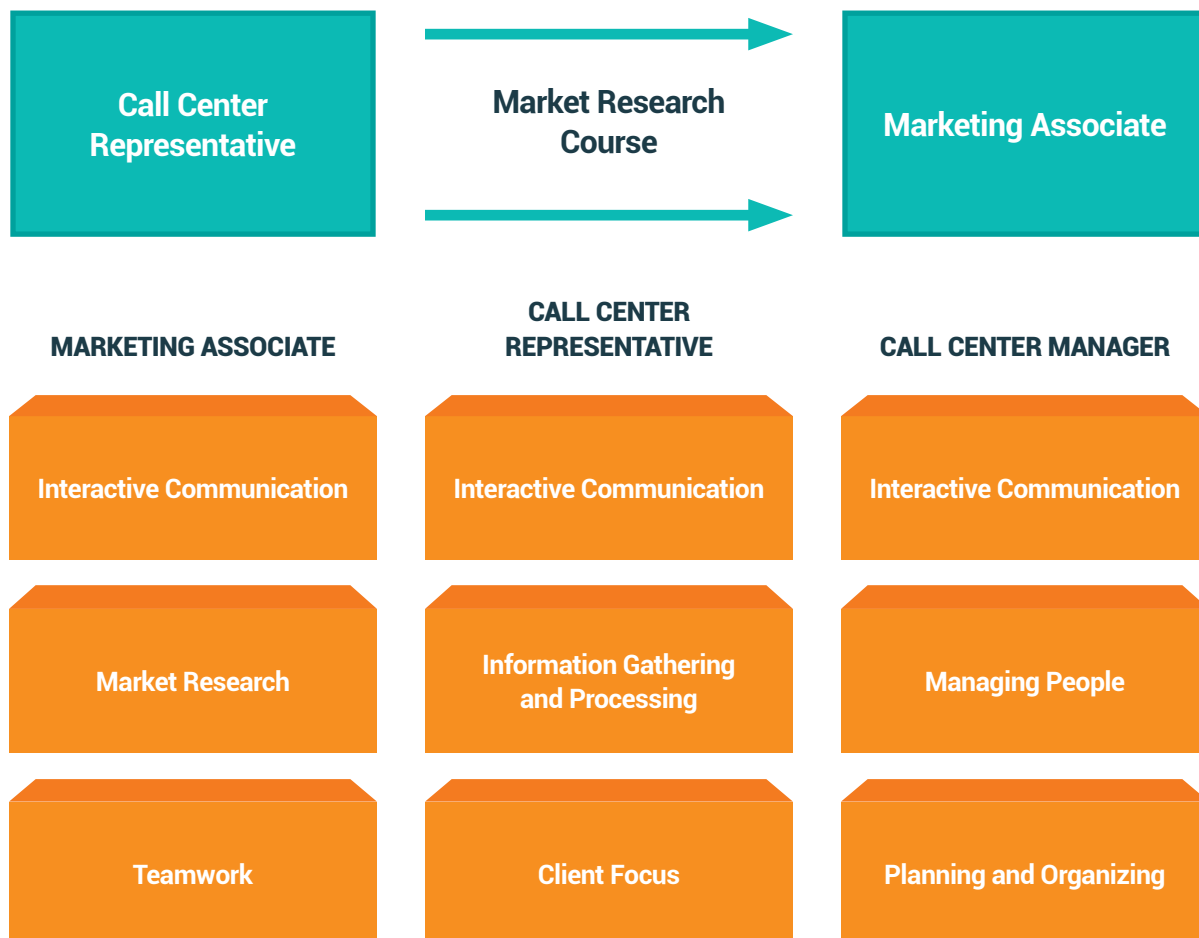 Call Center
Representative
Market Research
Course
Marketing Associate
MARKETING ASSOCIATE
CALL CENTER
REPRESENTATIVE
CALL CENTER MANAGER
Interactive Communication
Interactive Communication
Interactive Communication
Market Research
Information Gathering
and Processing
Managing People
Teamwork
Client Focus
Planning and Organizing